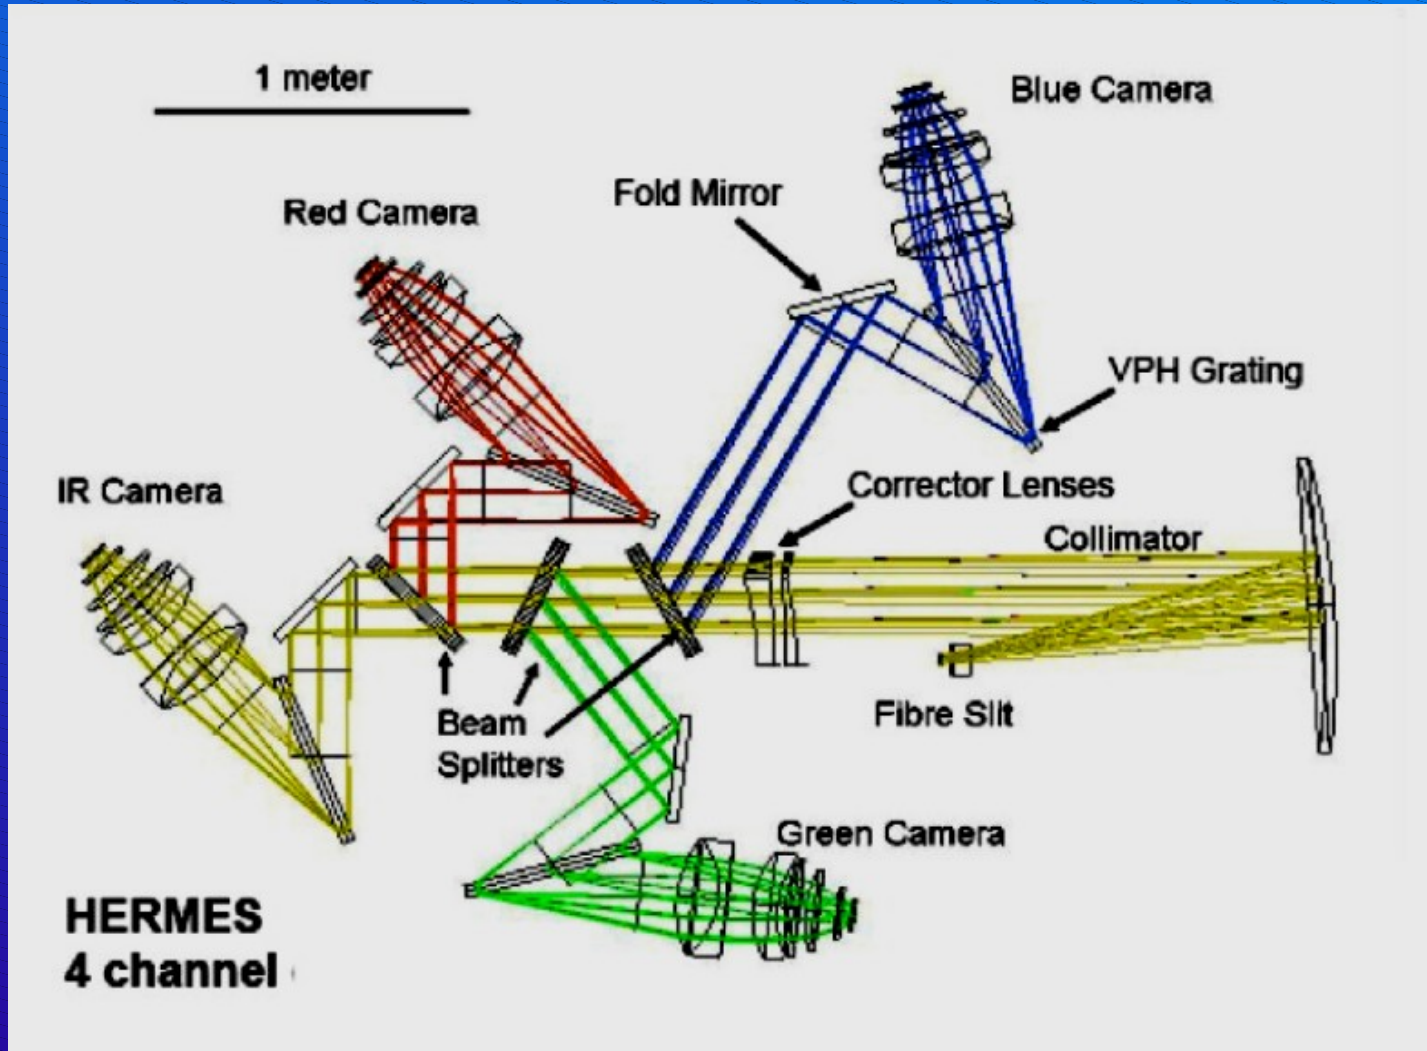 1 meter
Blue Camera
Fold Mirror
Red Camera
VPH Grating
IR Camera
Corrector Lenses
Collimator
Fibre Slit
Beam
Splitters
Green Camera
HERMES
4 channel